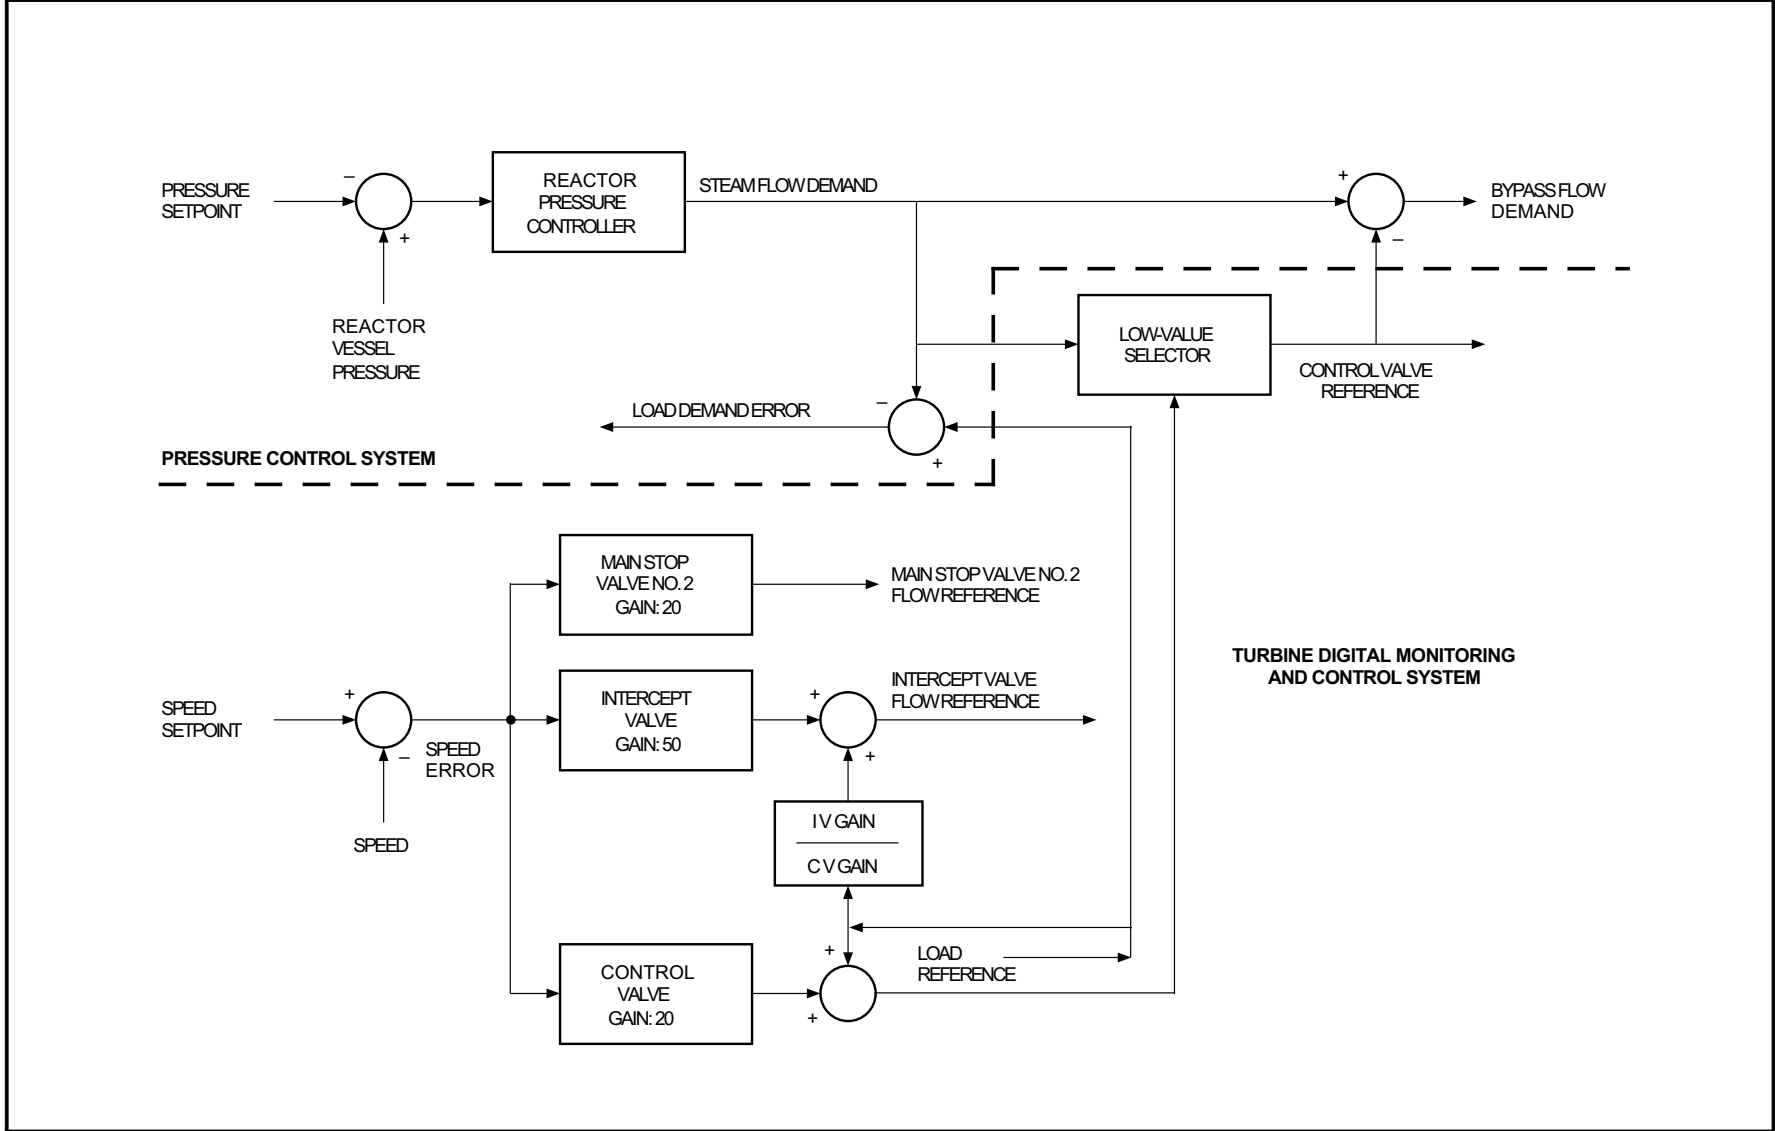 PRESSURE
SETPOINT
–
+
REACTOR
VESSEL
PRESSURE
REACTOR
PRESSURE
CONTROLLER
STEAM FLOW DEMAND
+
–
BYPASS FLOW
DEMAND
LOW-VALUE
SELECTOR
CONTROL VALVE
REFERENCE
LOAD DEMAND ERROR
–
+
PRESSURE CONTROL SYSTEM
MAIN STOP
VALVE NO. 2
GAIN: 20
MAIN STOP VALVE NO. 2
FLOW REFERENCE
TURBINE DIGITAL MONITORING
AND CONTROL SYSTEM
SPEED
SETPOINT
+
–
SPEED
ERROR
SPEED
INTERCEPT
VALVE
GAIN: 50
+
+
INTERCEPT VALVE
FLOW REFERENCE
I V GAIN
C V GAIN
CONTROL
VALVE
GAIN: 20
+
+
LOAD
REFERENCE